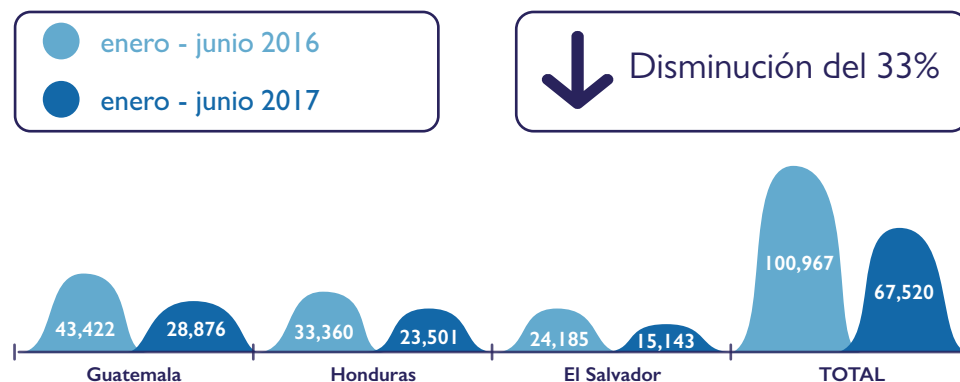 enero - junio 2016
enero - junio 2017
Disminución del 33%
43,422
28,876
33,360
23,501
24,185
15,143
100,967
67,520
Guatemala
Honduras
El Salvador
TOTAL